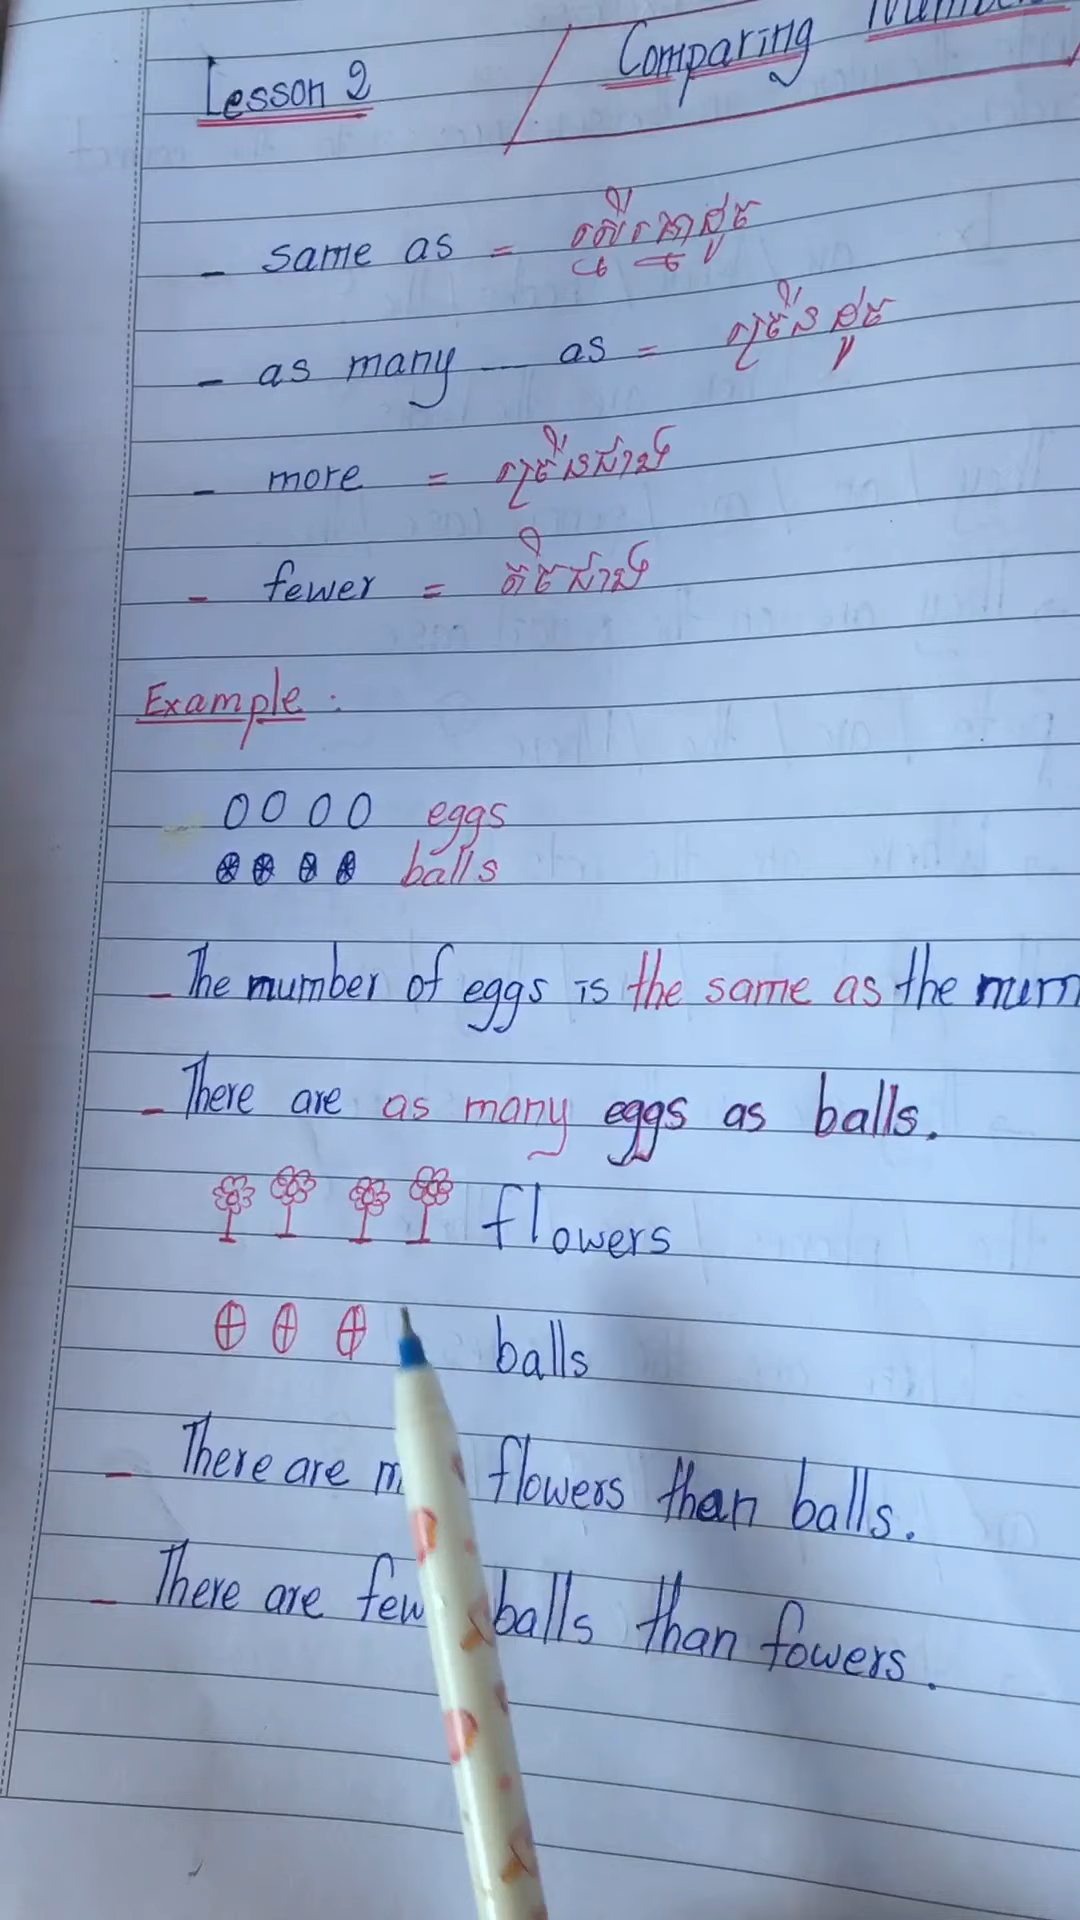 Lesson 2
Comparing
- same as = ស្មើគ្នាដូច
- as many as = ច្រើនដូច
- more = ច្រើនជាង
- fewer = តិចជាង
Example :
eggs
balls
- The number of eggs is the same as the num
- There are as many eggs as balls.
flowers
balls
- There are flowers than balls.
- There are balls than fowers.